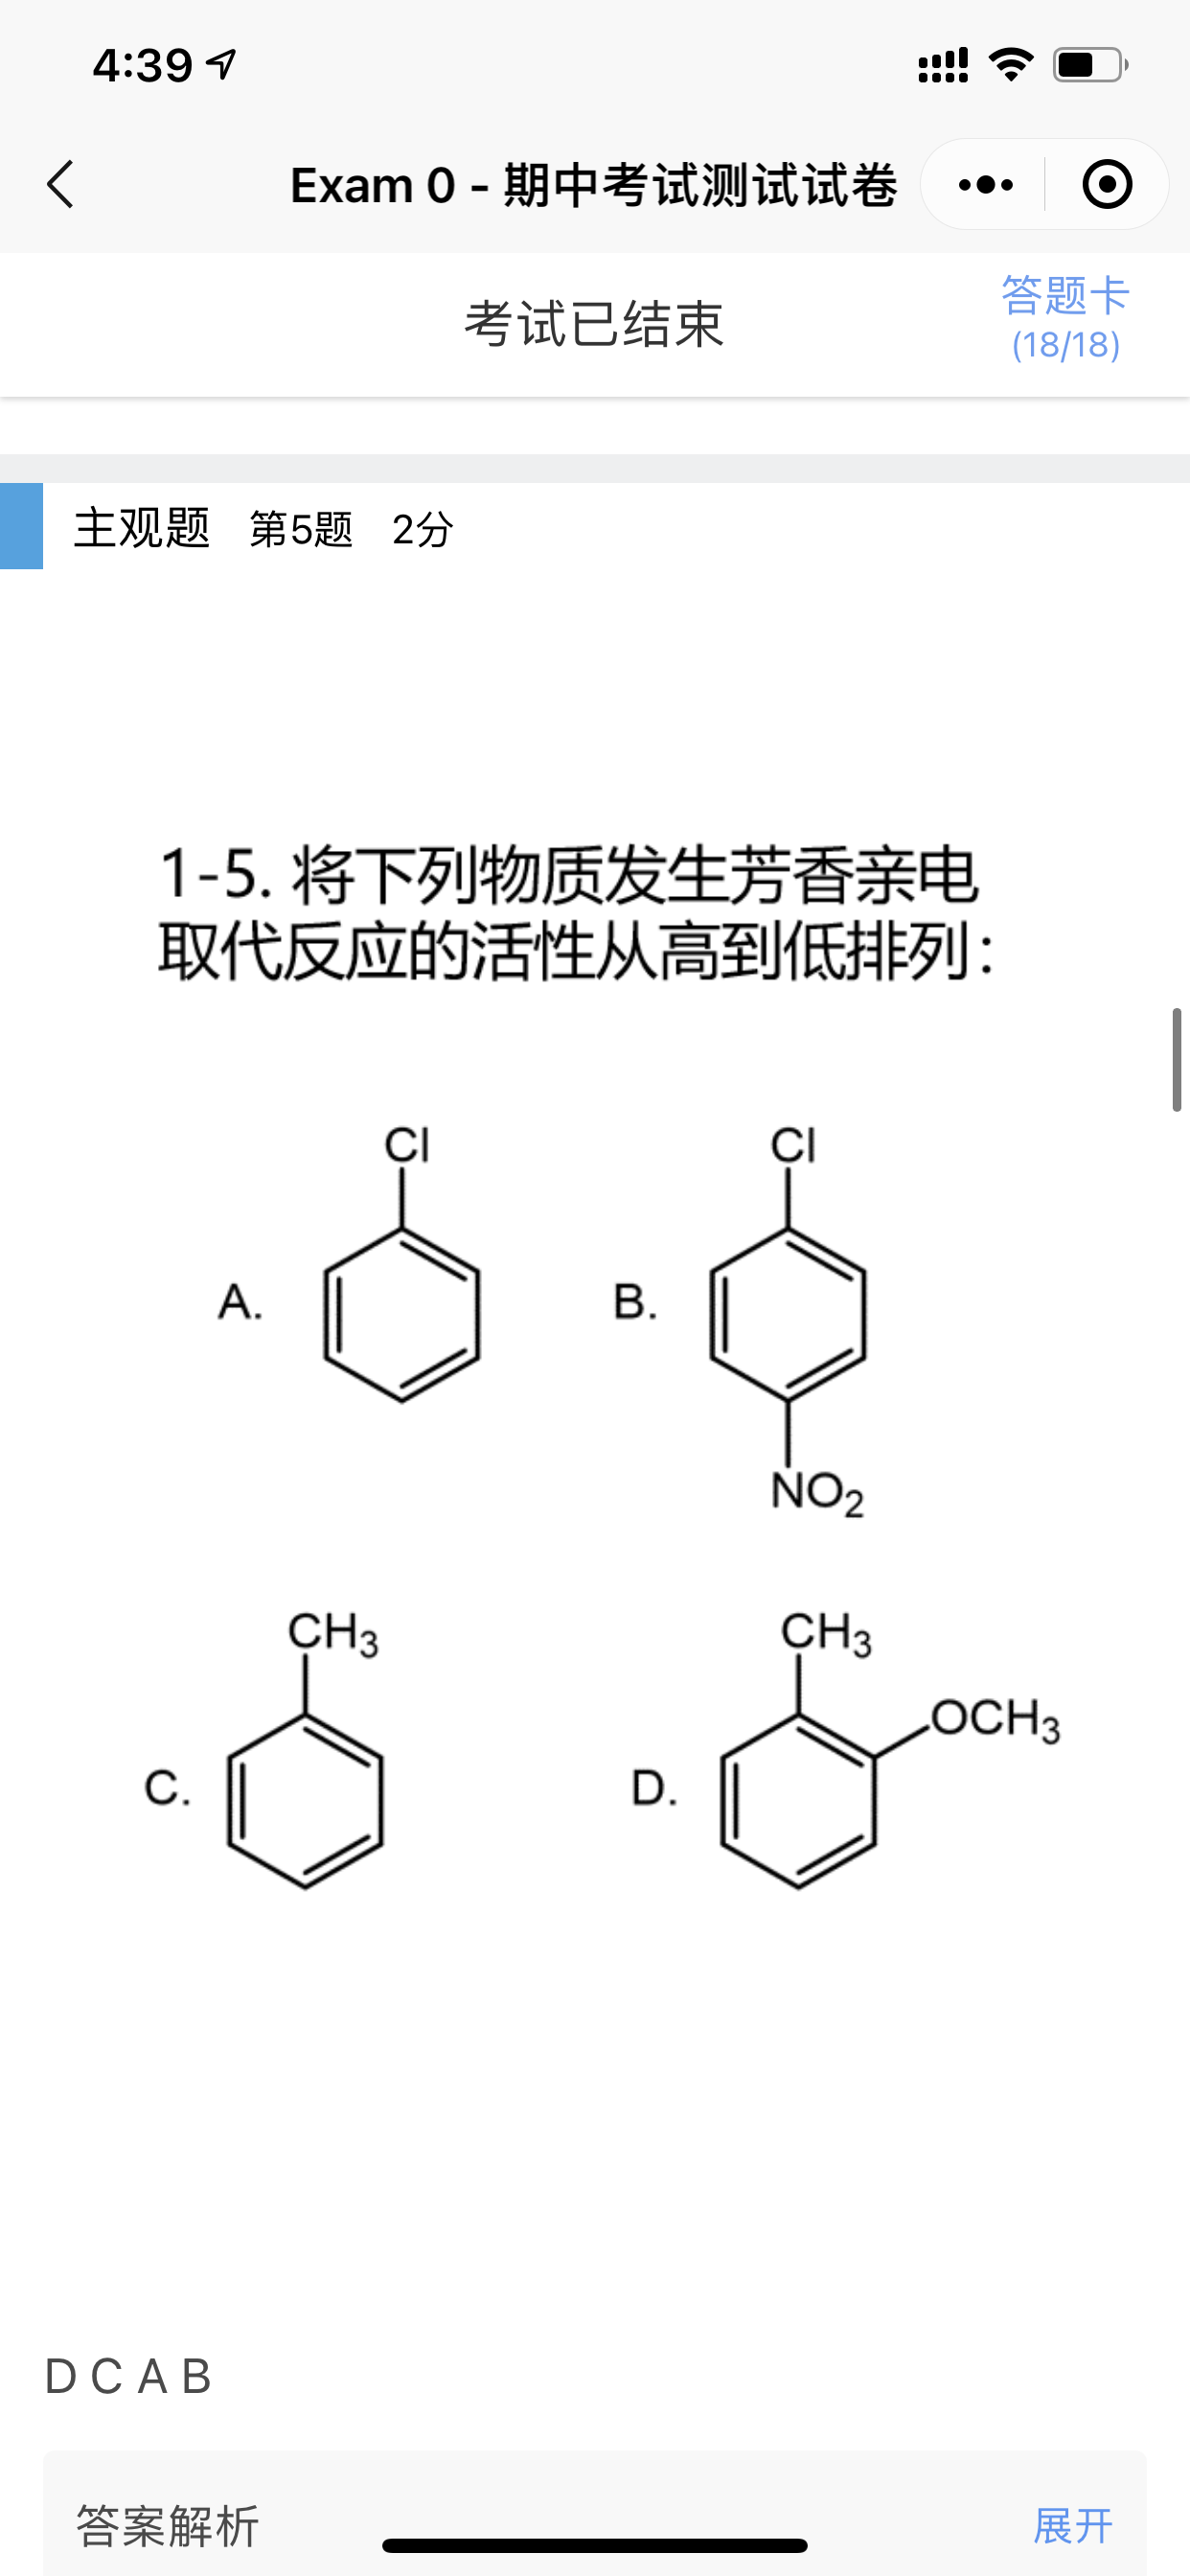 4:39
Exam 0 - 期中考试测试试卷
考试已结束
答题卡
(18/18)
主观题 第5题 2分
1-5. 将下列物质发生芳香亲电
取代反应的活性从高到低排列:
Cl
Cl
A.
B.
NO2
CH3
CH3
OCH3
C.
D.
D C A B
答案解析
展开